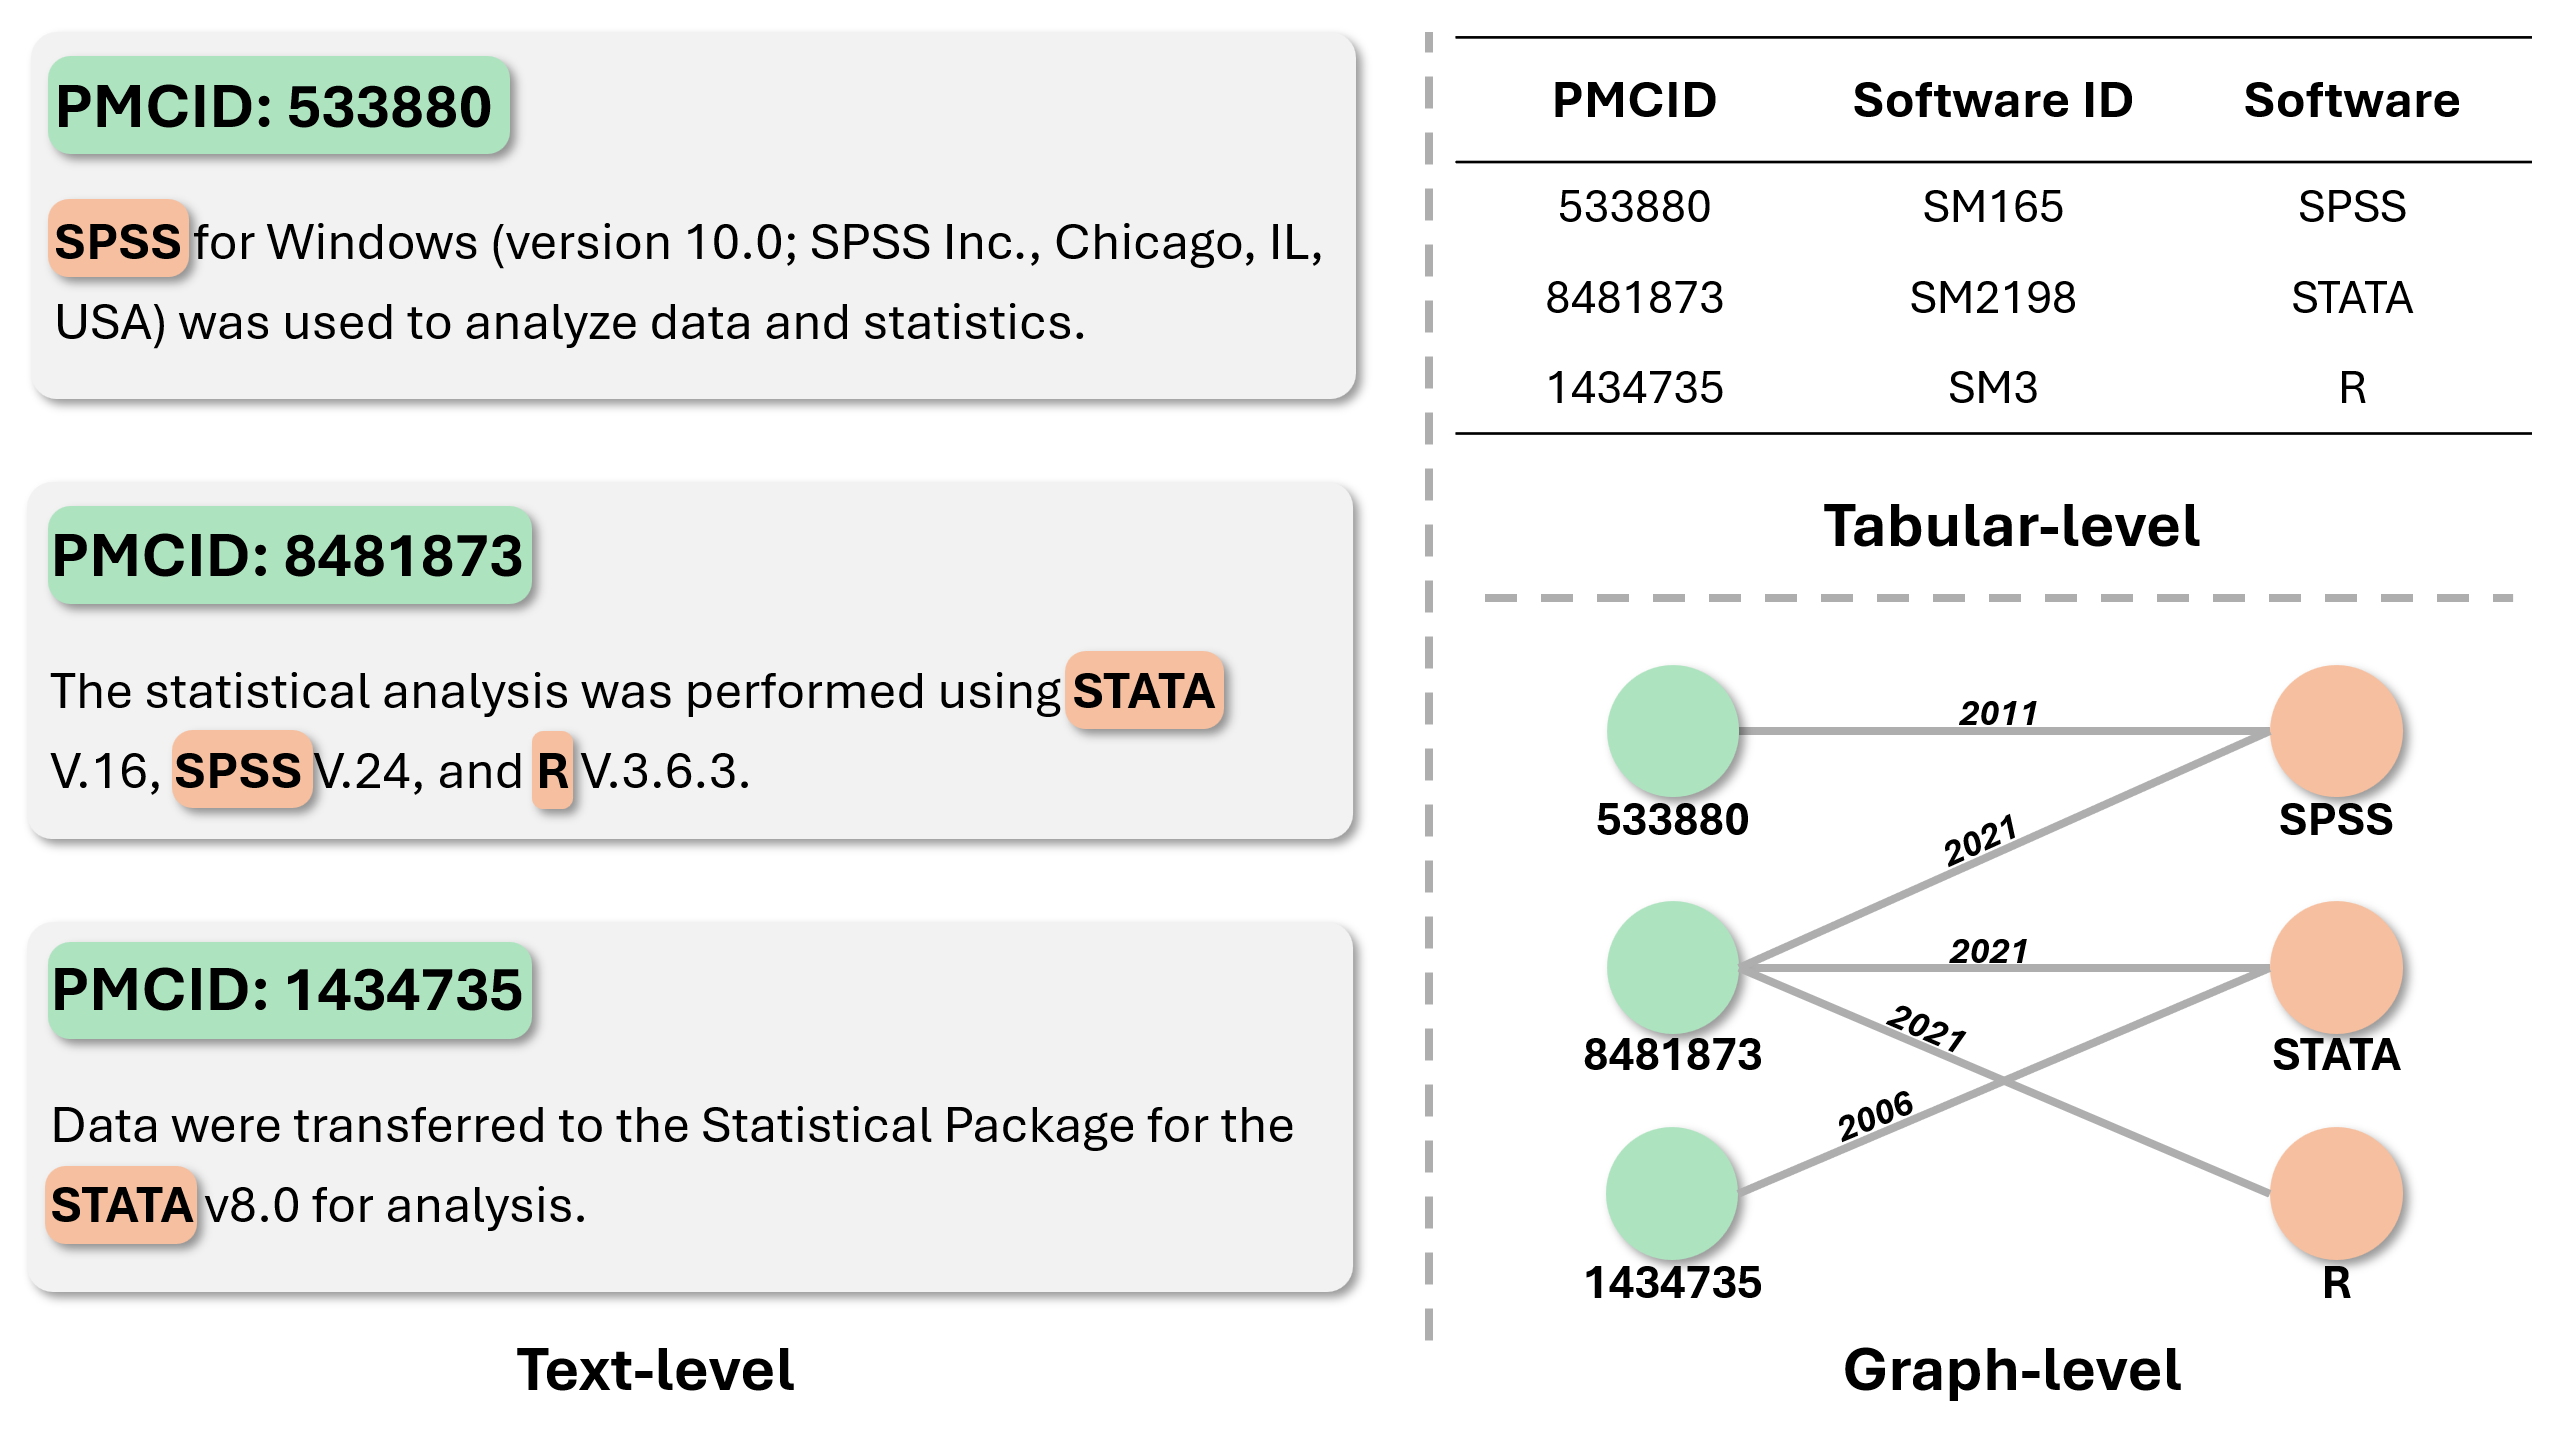 PMCID: 533880
SPSS for Windows (version 10.0; SPSS Inc., Chicago, IL,
USA) was used to analyze data and statistics.
PMCID: 8481873
The statistical analysis was performed using STATA
V.16, SPSS V.24, and R V.3.6.3.
PMCID: 1434735
Data were transferred to the Statistical Package for the
STATA v8.0 for analysis.
Text-level
PMCID Software ID Software
533880 SM165 SPSS
8481873 SM2198 STATA
1434735 SM3 R
Tabular-level
2011
533880 SPSS
2021
2021
8481873 STATA
2021
2006
1434735 R
Graph-level